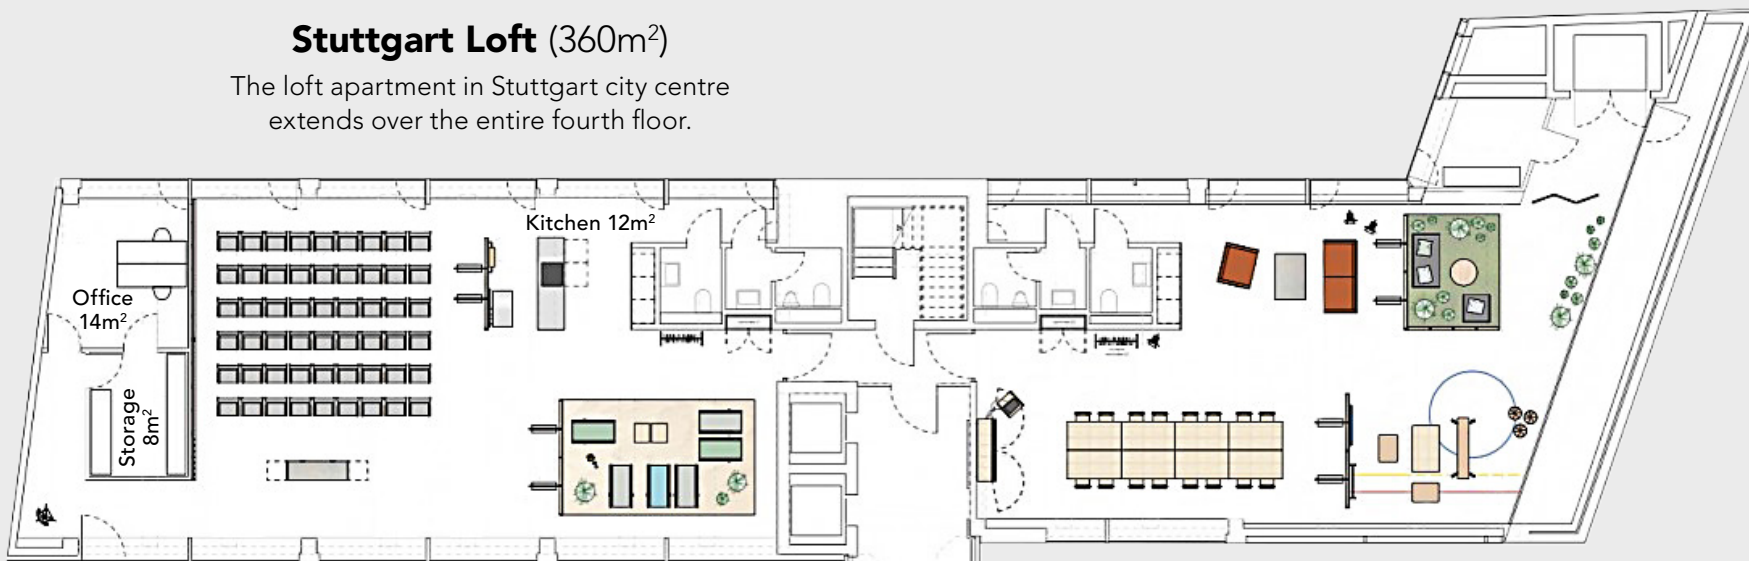 Stuttgart Loft (360m²)
The loft apartment in Stuttgart city centre
extends over the entire fourth floor.
Kitchen 12m²
Office
14m²
Storage
8m²